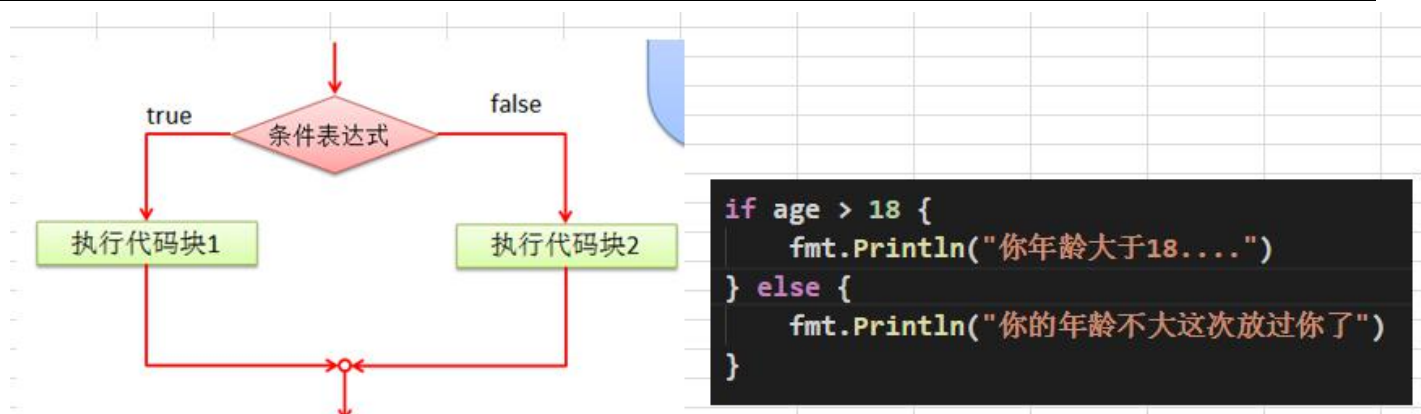 true
false
条件表达式
执行代码块1
执行代码块2
if age > 18 {
    fmt.Println("你年龄大于18....")
} else {
    fmt.Println("你的年龄不大这次放过你了")
}